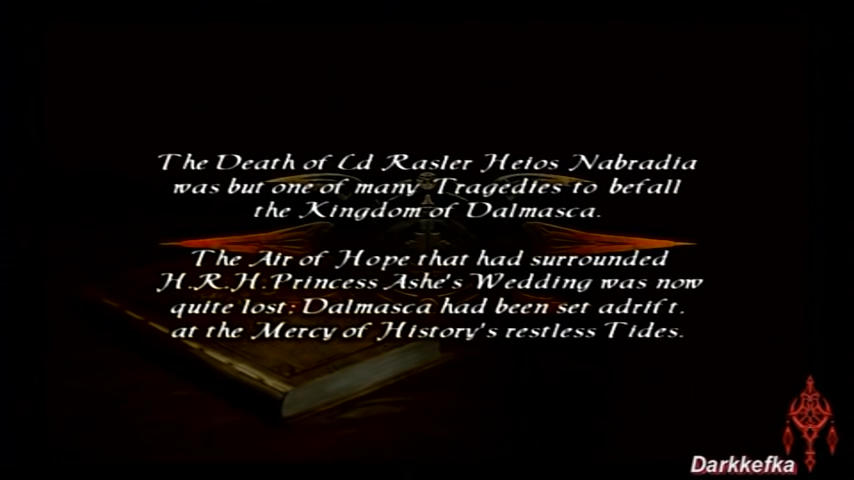 The Death of Ld Rasler Heios Nabradia
was but one of many Tragedies to befall
the Kingdom of Dalmasca.
The Air of Hope that had surrounded
H.R.H.Princess Ashe's Wedding was now
quite lost: Dalmasca had been set adrift.
at the Mercy of History's restless Tides.
Darkkefka